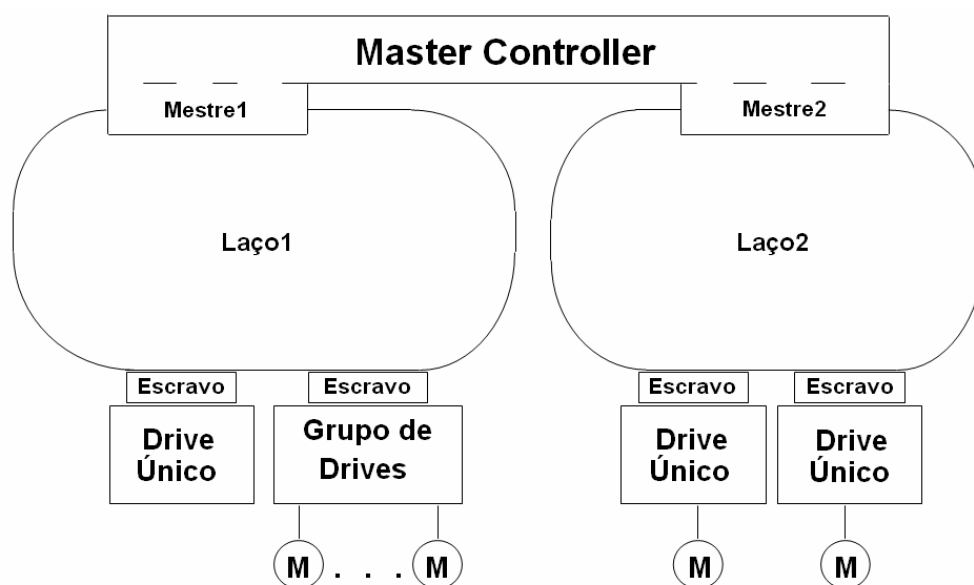 Master Controller
Mestre1
Mestre2
Laço1
Laço2
Escravo
Escravo
Escravo
Escravo
Drive
Único
Grupo de
Drives
Drive
Único
Drive
Único
M . . . M
M
M